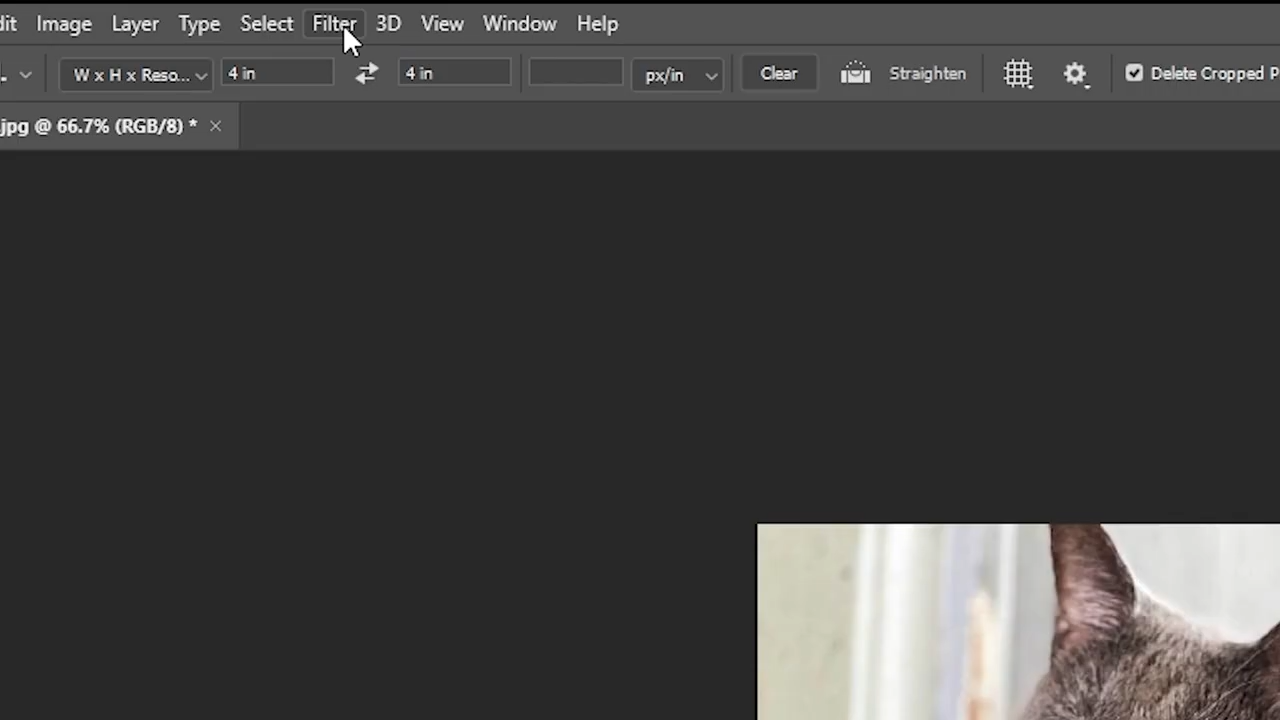 dit Image Layer Type Select Filter 3D View Window Help
W x H x Reso... 4 in 4 in px/in Clear Straighten Delete Cropped P
jpg @ 66.7% (RGB/8) *